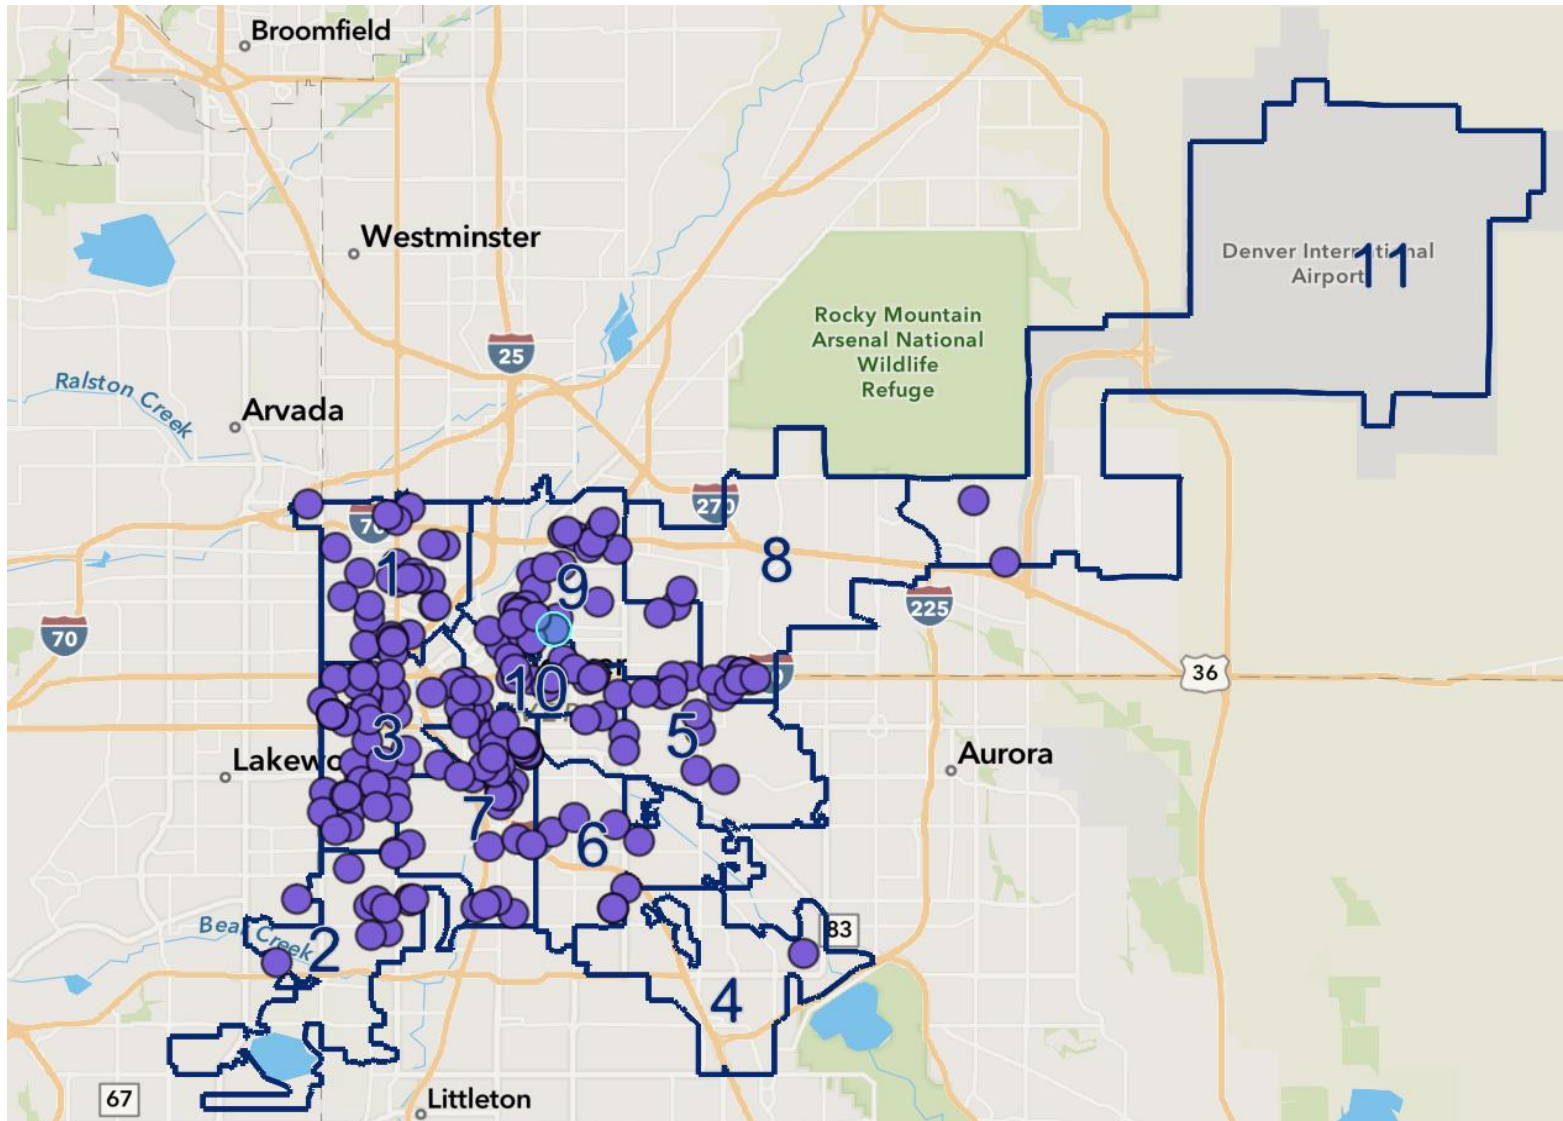 Broomfield
Westminster
Denver International
Airport
11
Rocky Mountain
Arsenal National
Wildlife
Refuge
25
Ralston Creek
Arvada
270
70
1
8
9
225
70
36
10
3
5
Lakewo
Aurora
7
6
83
Bear Creek
2
4
67
Littleton